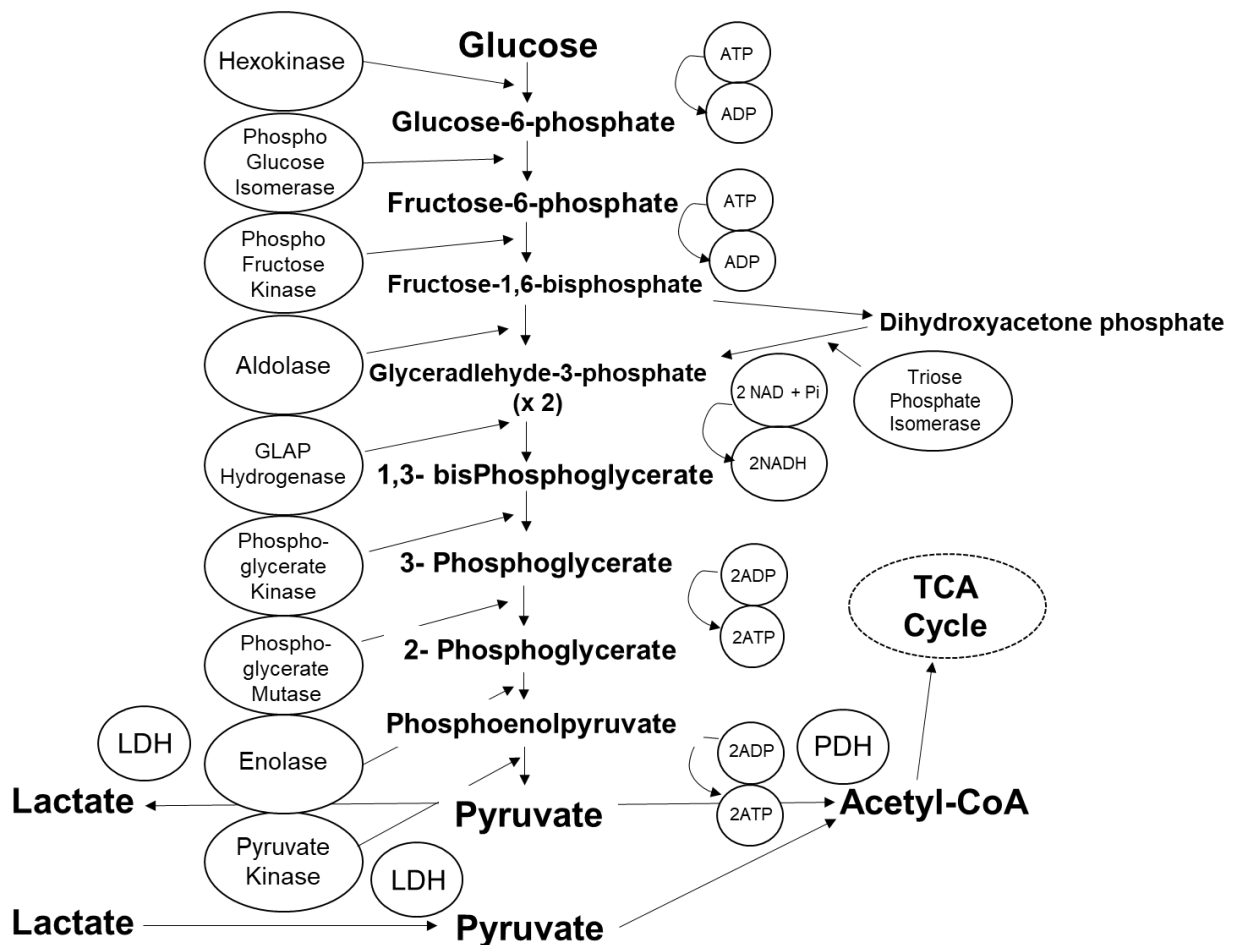 Glucose
Hexokinase
ATP
ADP
Glucose-6-phosphate
Phospho
Glucose
Isomerase
Fructose-6-phosphate
ATP
ADP
Phospho
Fructose
Kinase
Fructose-1,6-bisphosphate
Dihydroxyacetone phosphate
Aldolase
Glyceradlehyde-3-phosphate
(x 2)
2 NAD + Pi
2NADH
Triose
Phosphate
Isomerase
GLAP
Hydrogenase
1,3- bisPhosphoglycerate
Phospho-
glycerate
Kinase
3- Phosphoglycerate
2ADP
2ATP
TCA
Cycle
Phospho-
glycerate
Mutase
2- Phosphoglycerate
Phosphoenolpyruvate
LDH
Enolase
2ADP
2ATP
PDH
Lactate
Pyruvate
Acetyl-CoA
Pyruvate
Kinase
LDH
Lactate
Pyruvate